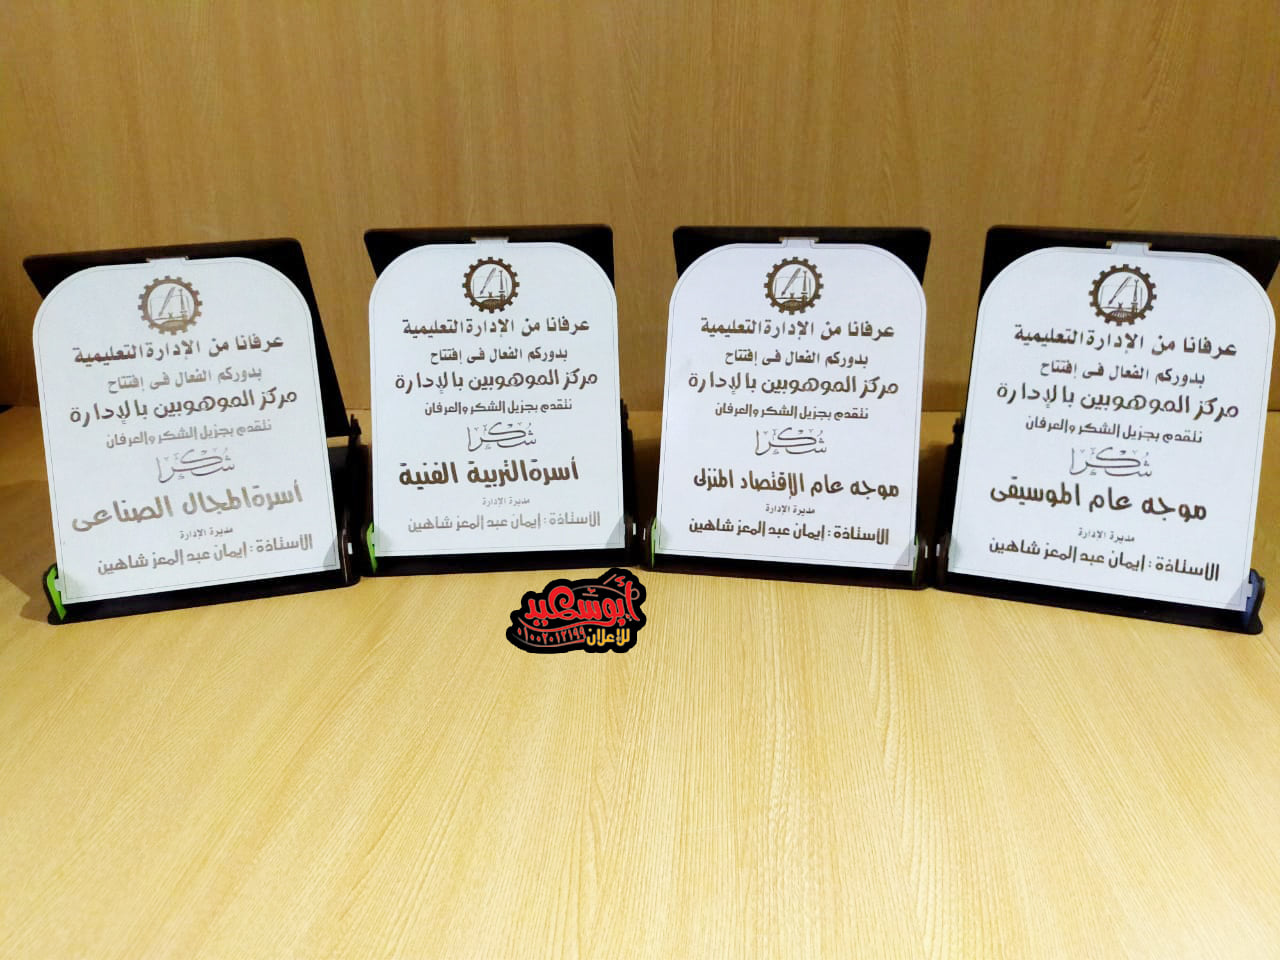 عرفانا من الإدارة التعليمية
بدوركم الفعال فى إفتتاح
مركز الموهوبين بالإدارة
نتقدم بجزيل الشكر والعرفان
شكرا
موجه عام الموسيقى
مديرة الإدارة
الأستاذة : إيمان عبد المعز شاهين
عرفانا من الإدارة التعليمية
بدوركم الفعال فى إفتتاح
مركز الموهوبين بالإدارة
نتقدم بجزيل الشكر والعرفان
شكرا
موجه عام الإقتصاد المنزلى
مديرة الإدارة
الأستاذة : إيمان عبد المعز شاهين
عرفانا من الإدارة التعليمية
بدوركم الفعال فى إفتتاح
مركز الموهوبين بالإدارة
نتقدم بجزيل الشكر والعرفان
شكرا
أسرة التربية الفنية
مديرة الإدارة
الأستاذة : إيمان عبد المعز شاهين
عرفانا من الإدارة التعليمية
بدوركم الفعال فى إفتتاح
مركز الموهوبين بالإدارة
نتقدم بجزيل الشكر والعرفان
شكرا
أسرة المجال الصناعى
مديرة الإدارة
الأستاذة : إيمان عبد المعز شاهين
أبو سهيد
للإعلان
٠١٠٠٢٠١٢١٩٩